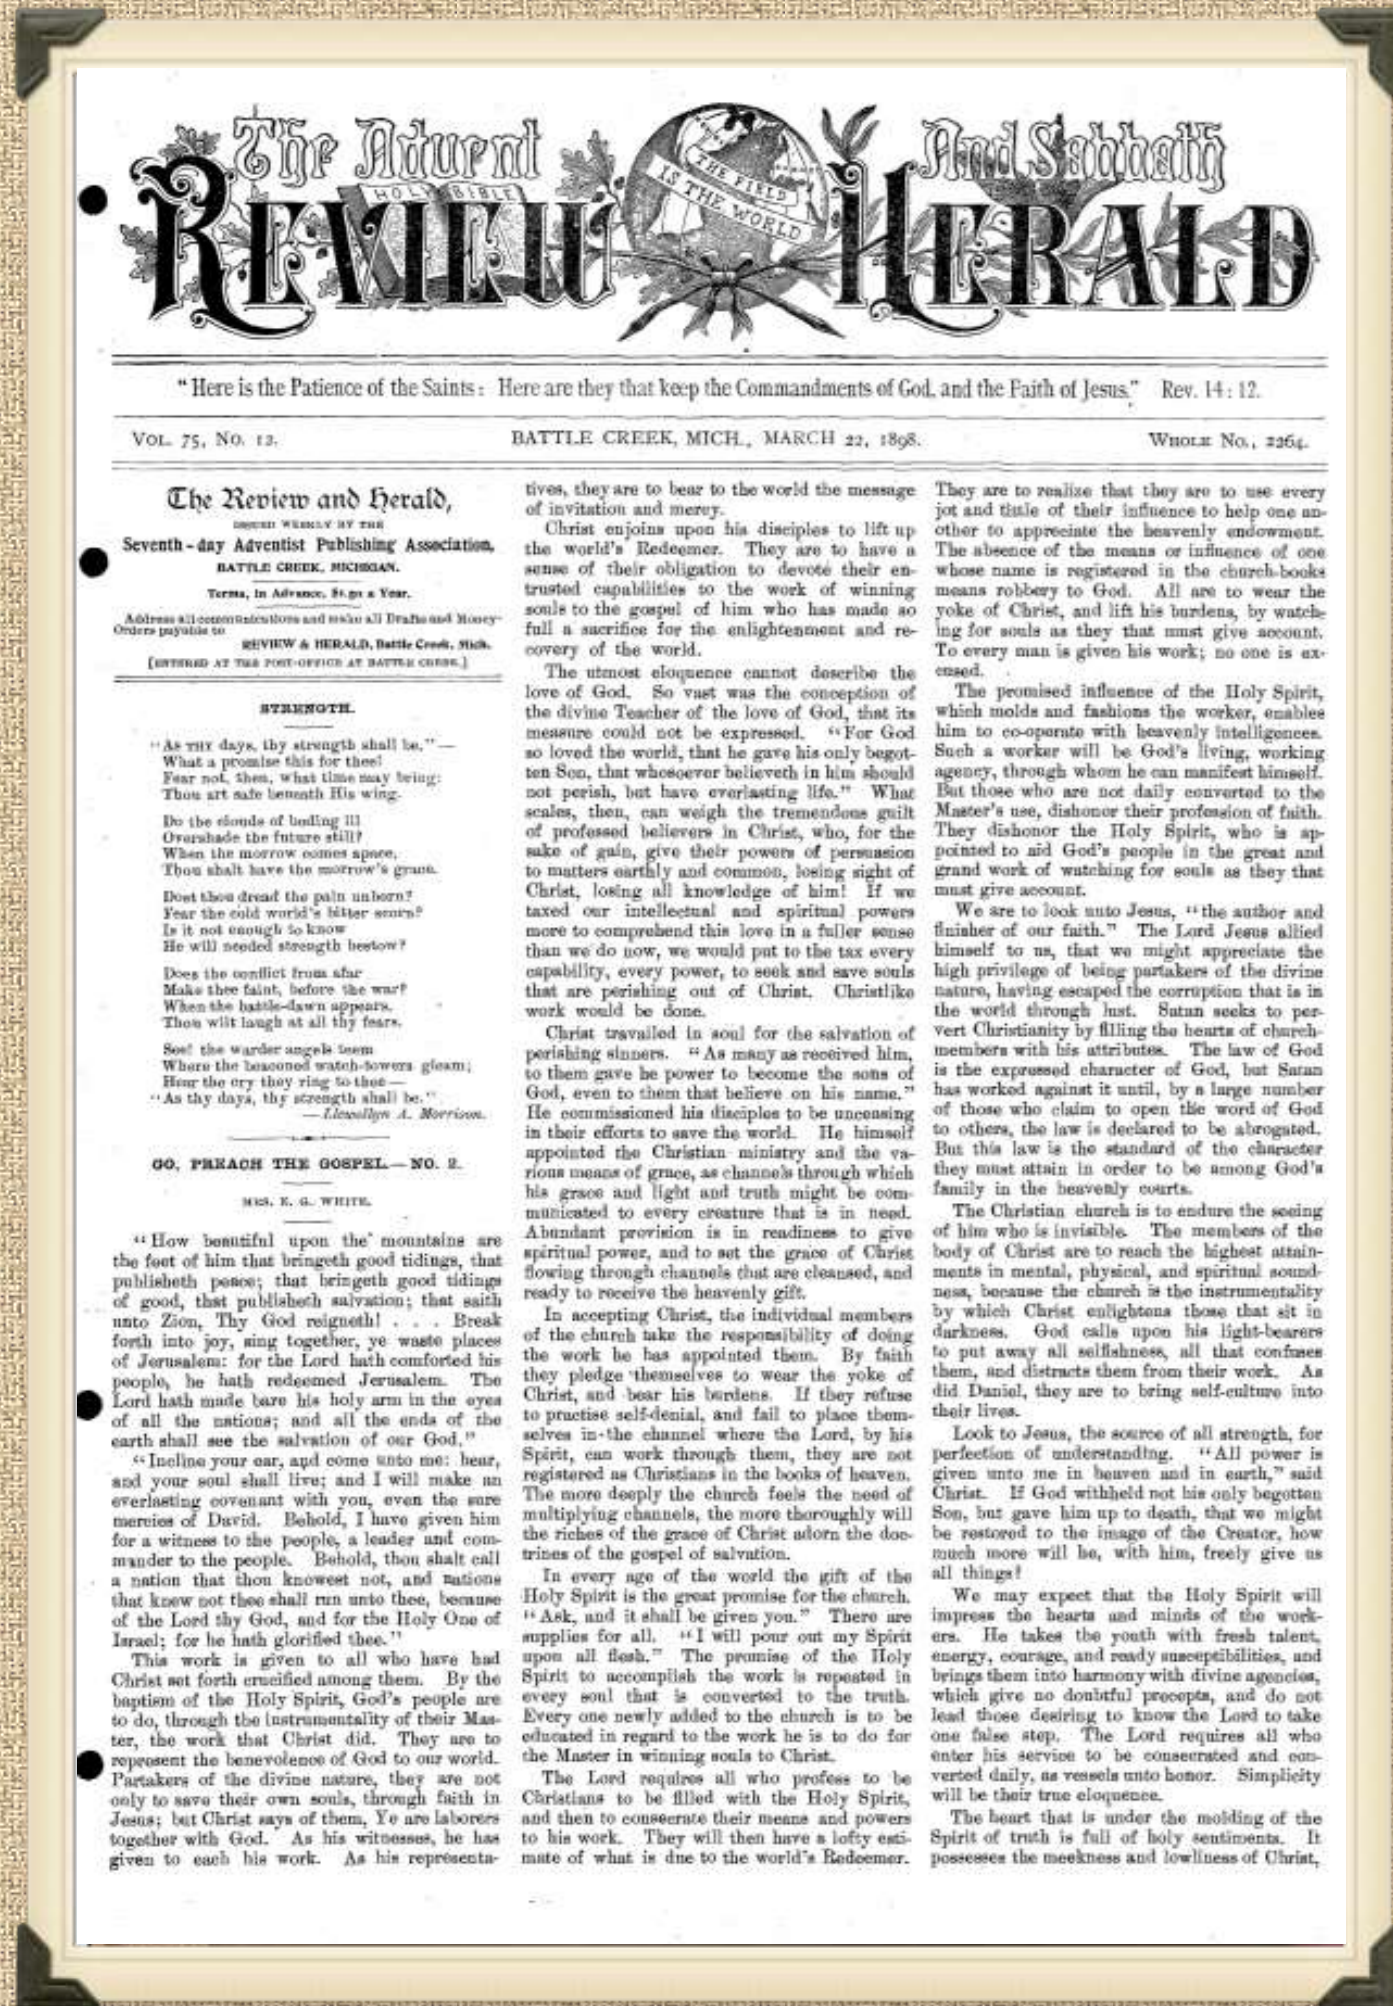 The Advent And Sabbath
HOLY BIBLE
THE FIELD
IS THE WORLD
REVIEW HERALD
"Here is the Patience of the Saints: Here are they that keep the Commandments of God, and the Faith of Jesus." Rev. 14: 12.
VOL. 75, NO. 12.
BATTLE CREEK, MICH., MARCH 22, 1898.
WHOLE NO., 2264.
The Review and Herald,
ISSUED WEEKLY BY THE
Seventh-day Adventist Publishing Association,
BATTLE CREEK, MICHIGAN.
Terms, in Advance, a Year.
Address all communications and make all Drafts and Money-
Orders payable to
REVIEW & HERALD, Battle Creek, Mich.
[ENTERED AT THE POST-OFFICE AT BATTLE CREEK.]
STRENGTH.
"AS THY days, thy strength shall be,"—
What a promise this for thee!
Fear not, then, what time may bring:
Thou art safe beneath His wing.
Do the clouds of boding ill
Overshade the future still?
When the morrow comes apace,
Thou shalt have the morrow's grace.
Dost thou dread the pain unborn?
Fear the cold world's bitter scorn?
Is it not enough to know
He will needed strength bestow?
Does the conflict from afar
Make thee faint, before the war?
When the battle-dawn appears,
Thou wilt laugh at all thy fears.
See! the warder angels teem
Where the beaconed watch-towers gleam;
Hear the cry they ring to thee—
"As thy days, thy strength shall be."
—Llewellyn A. Morrison.
GO, PREACH THE GOSPEL.—NO. 2.
MRS. E. G. WHITE.
"How beautiful upon the mountains are
the feet of him that bringeth good tidings, that
publisheth peace; that bringeth good tidings
of good, that publisheth salvation; that saith
unto Zion, Thy God reigneth! . . . Break
forth into joy, sing together, ye waste places
of Jerusalem: for the Lord hath comforted his
people, he hath redeemed Jerusalem. The
Lord hath made bare his holy arm in the eyes
of all the nations; and all the ends of the
earth shall see the salvation of our God."
"Incline your ear, and come unto me: hear,
and your soul shall live; and I will make an
everlasting covenant with you, even the sure
mercies of David. Behold, I have given him
for a witness to the people, a leader and com-
mander to the people. Behold, thou shalt call
a nation that thou knowest not, and nations
that knew not thee shall run unto thee, because
of the Lord thy God, and for the Holy One of
Israel; for he hath glorified thee."
This work is given to all who have had
Christ set forth crucified among them. By the
baptism of the Holy Spirit, God's people are
to do, through the instrumentality of their Mas-
ter, the work that Christ did. They are to
represent the benevolence of God to our world.
Partakers of the divine nature, they are not
only to save their own souls, through faith in
Jesus; but Christ says of them, Ye are laborers
together with God. As his witnesses, he has
given to each his work. As his representa-
tives, they are to bear to the world the message
of invitation and mercy.
Christ enjoins upon his disciples to lift up
the world's Redeemer. They are to have a
sense of their obligation to devote their en-
trusted capabilities to the work of winning
souls to the gospel of him who has made so
full a sacrifice for the enlightenment and re-
covery of the world.
The utmost eloquence cannot describe the
love of God. So vast was the conception of
the divine Teacher of the love of God, that its
measure could not be expressed. "For God
so loved the world, that he gave his only begot-
ten Son, that whosoever believeth in him should
not perish, but have everlasting life." What
scales, then, can weigh the tremendous guilt
of professed believers in Christ, who, for the
sake of gain, give their powers of persuasion
to matters earthly and common, losing sight of
Christ, losing all knowledge of him! If we
taxed our intellectual and spiritual powers
more to comprehend this love in a fuller sense
than we do now, we would put to the tax every
capability, every power, to seek and save souls
that are perishing out of Christ. Christlike
work would be done.
Christ travailed in soul for the salvation of
perishing sinners. "As many as received him,
to them gave he power to become the sons of
God, even to them that believe on his name."
He commissioned his disciples to be unceasing
in their efforts to save the world. He himself
appointed the Christian ministry and the va-
rious means of grace, as channels through which
his grace and light and truth might be com-
municated to every creature that is in need.
Abundant provision is in readiness to give
spiritual power, and to set the grace of Christ
flowing through channels that are cleansed, and
ready to receive the heavenly gift.
In accepting Christ, the individual members
of the church take the responsibility of doing
the work he has appointed them. By faith
they pledge themselves to wear the yoke of
Christ, and bear his burdens. If they refuse
to practise self-denial, and fail to place them-
selves in the channel where the Lord, by his
Spirit, can work through them, they are not
registered as Christians in the books of heaven.
The more deeply the church feels the need of
multiplying channels, the more thoroughly will
the riches of the grace of Christ adorn the doc-
trines of the gospel of salvation.
In every age of the world the gift of the
Holy Spirit is the great promise for the church.
"Ask, and it shall be given you." There are
supplies for all. "I will pour out my Spirit
upon all flesh." The promise of the Holy
Spirit to accomplish the work is repeated in
every soul that is converted to the truth.
Every one newly added to the church is to be
educated in regard to the work he is to do for
the Master in winning souls to Christ.
The Lord requires all who profess to be
Christians to be filled with the Holy Spirit,
and then to consecrate their means and powers
to his work. They will then have a lofty esti-
mate of what is due to the world's Redeemer.
They are to realize that they are to use every
jot and tittle of their influence to help one an-
other to appreciate the heavenly endowment.
The absence of the means or influence of one
whose name is registered in the church-books
means robbery to God. All are to wear the
yoke of Christ, and lift his burdens, by watch-
ing for souls as they that must give account.
To every man is given his work; no one is ex-
cused.
The promised influence of the Holy Spirit,
which molds and fashions the worker, enables
him to co-operate with heavenly intelligences.
Such a worker will be God's living, working
agency, through whom he can manifest himself.
But those who are not daily converted to the
Master's use, dishonor their profession of faith.
They dishonor the Holy Spirit, who is ap-
pointed to aid God's people in the great and
grand work of watching for souls as they that
must give account.
We are to look unto Jesus, "the author and
finisher of our faith." The Lord Jesus allied
himself to us, that we might appreciate the
high privilege of being partakers of the divine
nature, having escaped the corruption that is in
the world through lust. Satan seeks to per-
vert Christianity by filling the hearts of church-
members with his attributes. The law of God
is the expressed character of God, but Satan
has worked against it until, by a large number
of those who claim to open the word of God
to others, the law is declared to be abrogated.
But this law is the standard of the character
they must attain in order to be among God's
family in the heavenly courts.
The Christian church is to endure the seeing
of him who is invisible. The members of the
body of Christ are to reach the highest attain-
ments in mental, physical, and spiritual sound-
ness, because the church is the instrumentality
by which Christ enlightens those that sit in
darkness. God calls upon his light-bearers
to put away all selfishness, all that confuses
them, and distracts them from their work. As
did Daniel, they are to bring self-culture into
their lives.
Look to Jesus, the source of all strength, for
perfection of understanding. "All power is
given unto me in heaven and in earth," said
Christ. If God withheld not his only begotten
Son, but gave him up to death, that we might
be restored to the image of the Creator, how
much more will he, with him, freely give us
all things?
We may expect that the Holy Spirit will
impress the hearts and minds of the work-
ers. He takes the youth with fresh talent,
energy, courage, and ready susceptibilities, and
brings them into harmony with divine agencies,
which give no doubtful precepts, and do not
lead those desiring to know the Lord to take
one false step. The Lord requires all who
enter his service to be consecrated and con-
verted daily, as vessels unto honor. Simplicity
will be their true eloquence.
The heart that is under the molding of the
Spirit of truth is full of holy sentiments. It
possesses the meekness and lowliness of Christ,